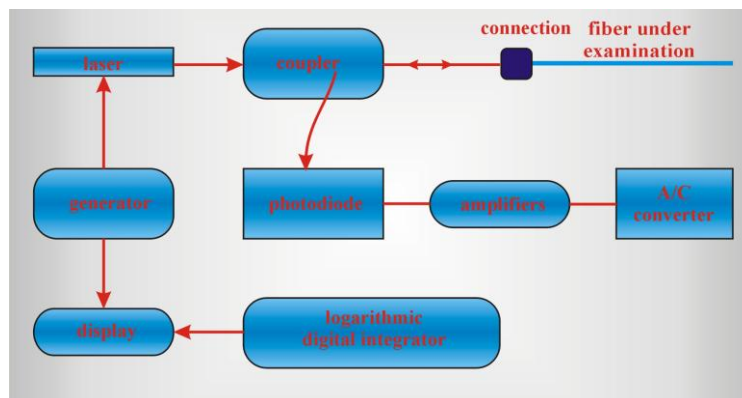 connection
fiber under
examination
laser
coupler
generator
photodiode
amplifiers
A/C
converter
display
logarithmic
digital integrator